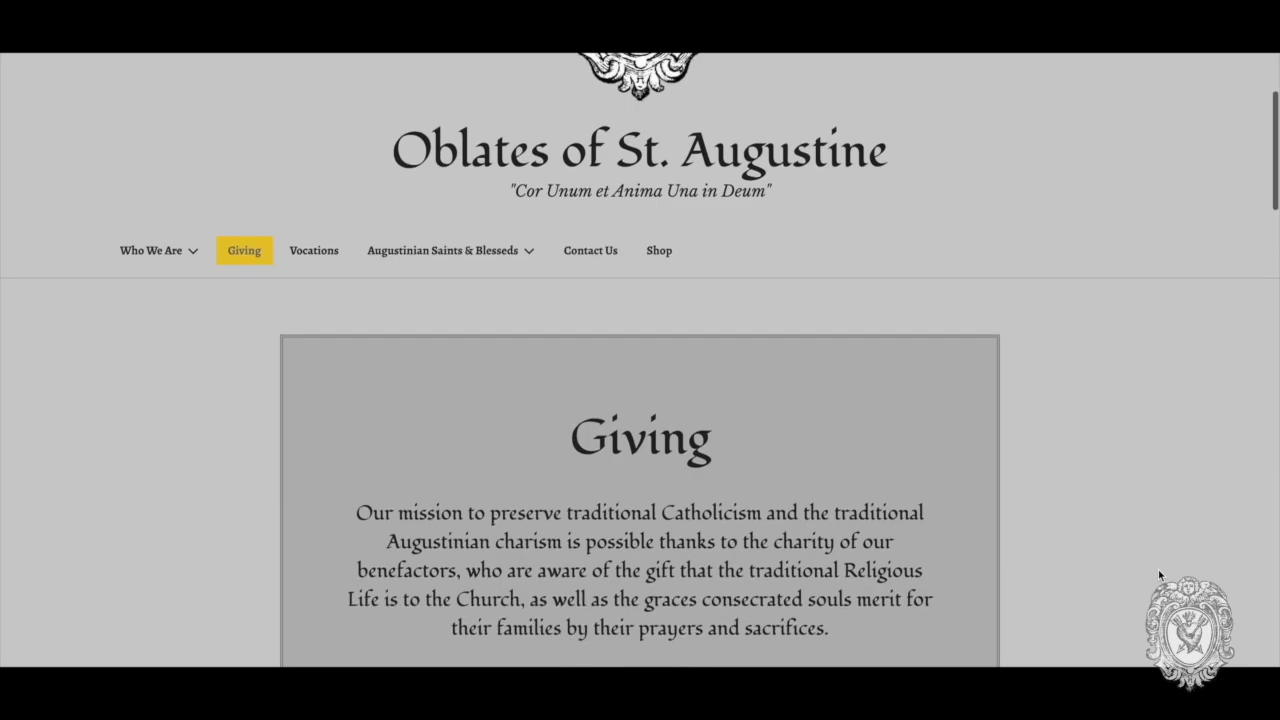 Oblates of St. Augustine
"Cor Unum et Anima Una in Deum"
Who We Are Giving Vocations Augustinian Saints & Blesseds Contact Us Shop
Giving
Our mission to preserve traditional Catholicism and the traditional
Augustinian charism is possible thanks to the charity of our
benefactors, who are aware of the gift that the traditional Religious
Life is to the Church, as well as the graces consecrated souls merit for
their families by their prayers and sacrifices.